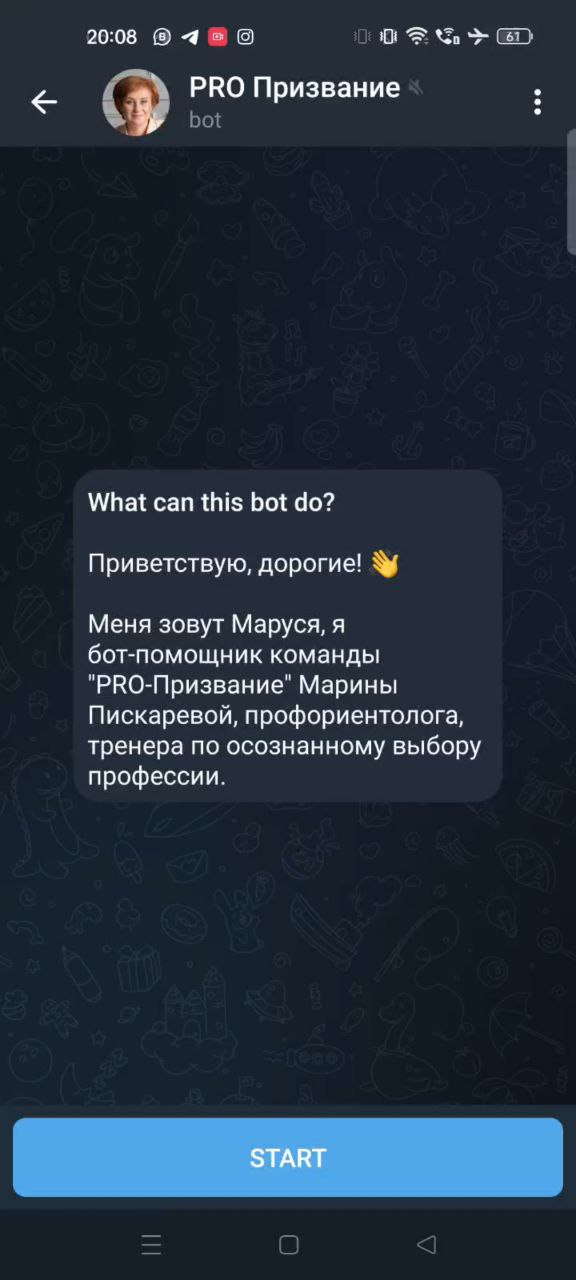 20:08
61
PRO Призвание
bot
What can this bot do?
Приветствую, дорогие! 👋
Меня зовут Маруся, я
бот-помощник команды
"PRO-Призвание" Марины
Пискаревой, профориентолога,
тренера по осознанному выбору
профессии.
START